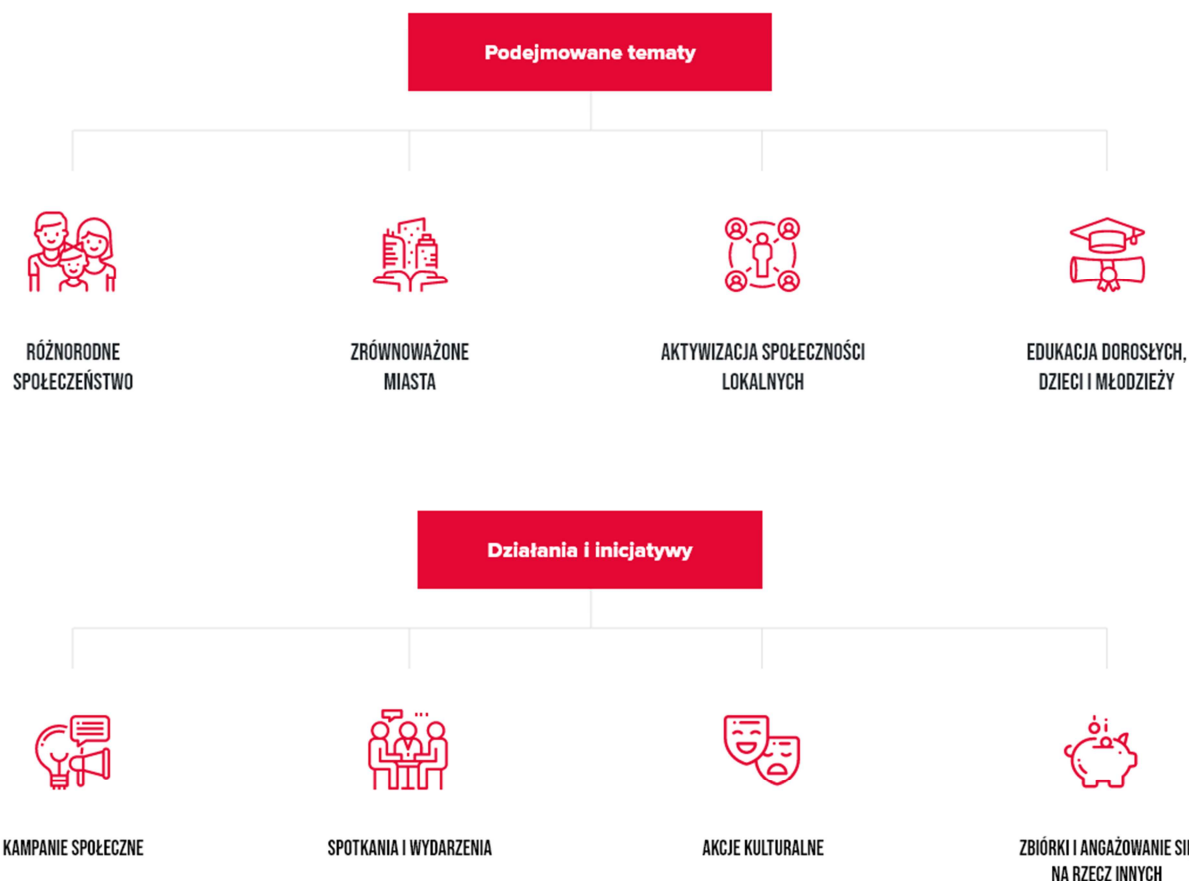 Podejmowane tematy
RÓŻNORODNE
SPOŁECZEŃSTWO
ZRÓWNOWAŻONE
MIASTA
AKTYWIZACJA SPOŁECZNOŚCI
LOKALNYCH
EDUKACJA DOROSŁYCH,
DZIECI I MŁODZIEŻY
Działania i inicjatywy
KAMPANIE SPOŁECZNE
SPOTKANIA I WYDARZENIA
AKCJE KULTURALNE
ZBIÓRKI I ANGAŻOWANIE
NA RZECZ INNYCH